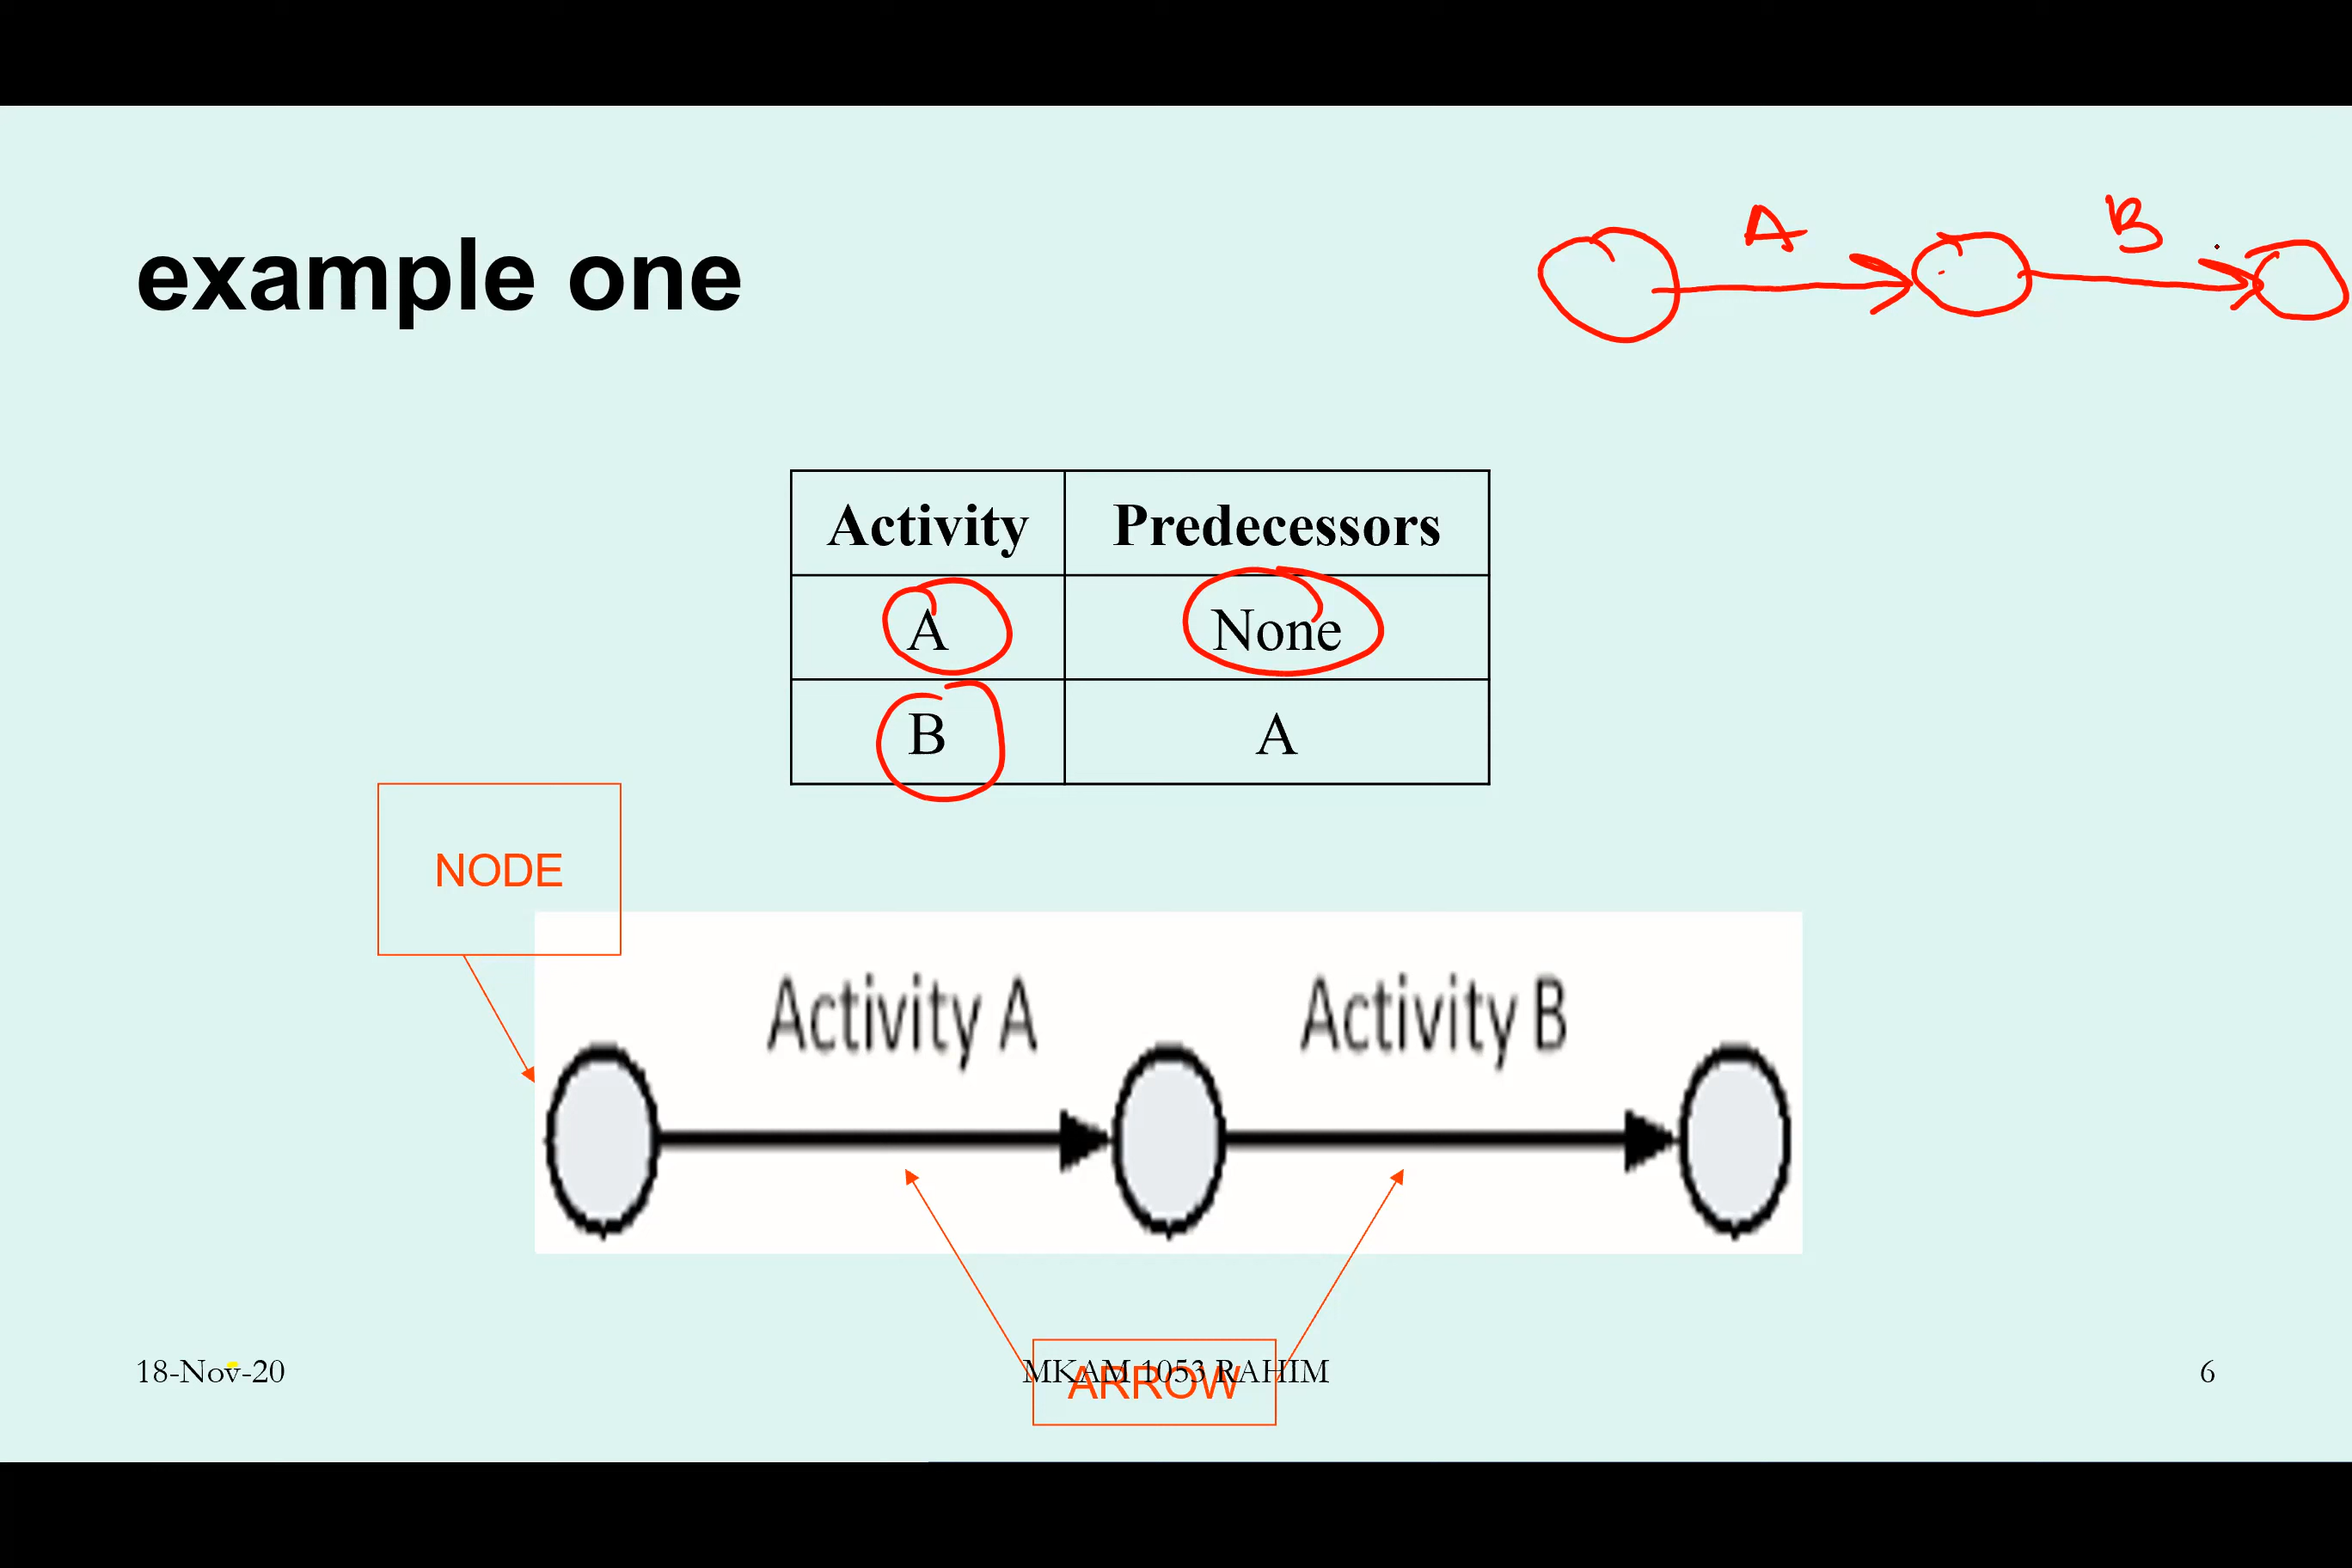 A B
example one
Activity Predecessors
A None
B A
NODE
Activity A Activity B
ARROW
18-Nov-20 MKAM 1053 RAHIM 6